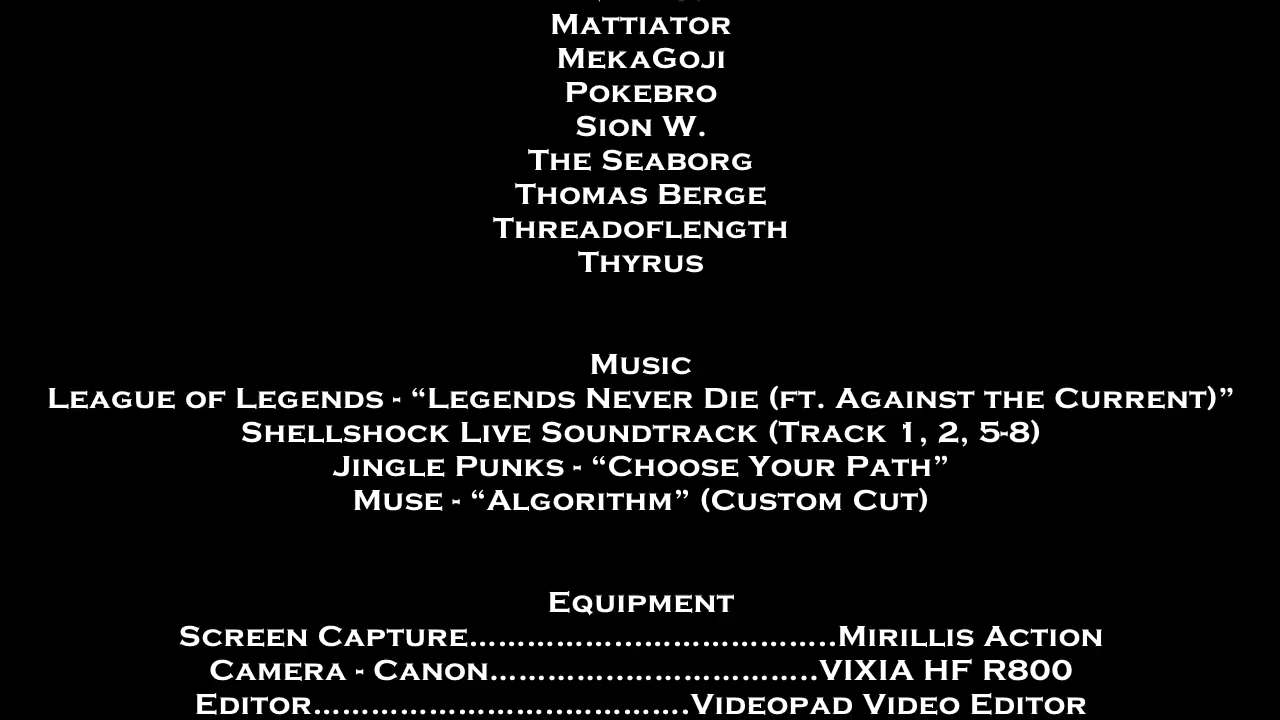 Mattiator
MekaGoji
Pokebro
Sion W.
The Seaborg
Thomas Berge
Threadoflength
Thyrus
Music
League of Legends - “Legends Never Die (ft. Against the Current)”
Shellshock Live Soundtrack (Track 1, 2, 5-8)
Jingle Punks - “Choose Your Path”
Muse - “Algorithm” (Custom Cut)
Equipment
Screen Capture……………………………………..Mirillis Action
Camera - Canon…………..……………………..VIXIA HF R800
Editor……………………..……………….Videopad Video Editor